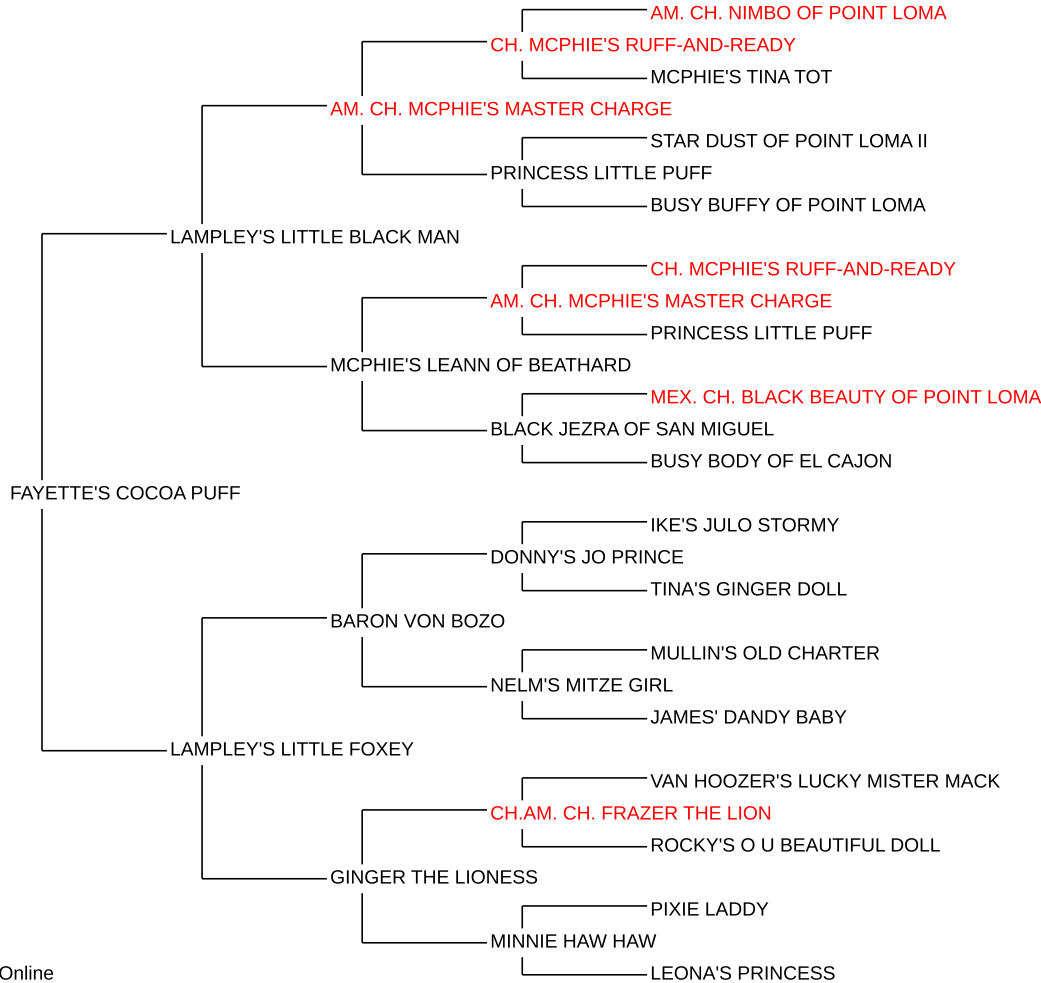 AM. CH. NIMBO OF POINT LOMA
CH. MCPHIE'S RUFF-AND-READY
MCPHIE'S TINA TOT
AM. CH. MCPHIE'S MASTER CHARGE
STAR DUST OF POINT LOMA II
PRINCESS LITTLE PUFF
BUSY BUFFY OF POINT LOMA
LAMPLEY'S LITTLE BLACK MAN
CH. MCPHIE'S RUFF-AND-READY
AM. CH. MCPHIE'S MASTER CHARGE
PRINCESS LITTLE PUFF
MCPHIE'S LEANN OF BEATHARD
MEX. CH. BLACK BEAUTY OF POINT LOMA
BLACK JEZRA OF SAN MIGUEL
BUSY BODY OF EL CAJON
FAYETTE'S COCOA PUFF
IKE'S JULO STORMY
DONNY'S JO PRINCE
TINA'S GINGER DOLL
BARON VON BOZO
MULLIN'S OLD CHARTER
NELM'S MITZE GIRL
JAMES' DANDY BABY
LAMPLEY'S LITTLE FOXEY
VAN HOOZER'S LUCKY MISTER MACK
CH.AM. CH. FRAZER THE LION
ROCKY'S O U BEAUTIFUL DOLL
GINGER THE LIONESS
PIXIE LADDY
MINNIE HAW HAW
LEONA'S PRINCESS
Online